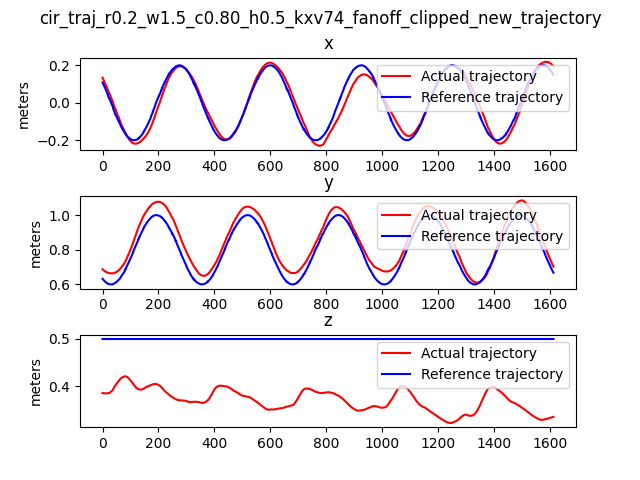 cir_traj_r0.2_w1.5_c0.80_h0.5_kxv74_fanoff_clipped_new_trajectory
x
meters
0.2
0.0
−0.2
Actual trajectory
Reference trajectory
0 200 400 600 800 1000 1200 1400 1600
y
meters
1.0
0.8
0.6
Actual trajectory
Reference trajectory
0 200 400 600 800 1000 1200 1400 1600
z
meters
0.5
0.4
Actual trajectory
Reference trajectory
0 200 400 600 800 1000 1200 1400 1600